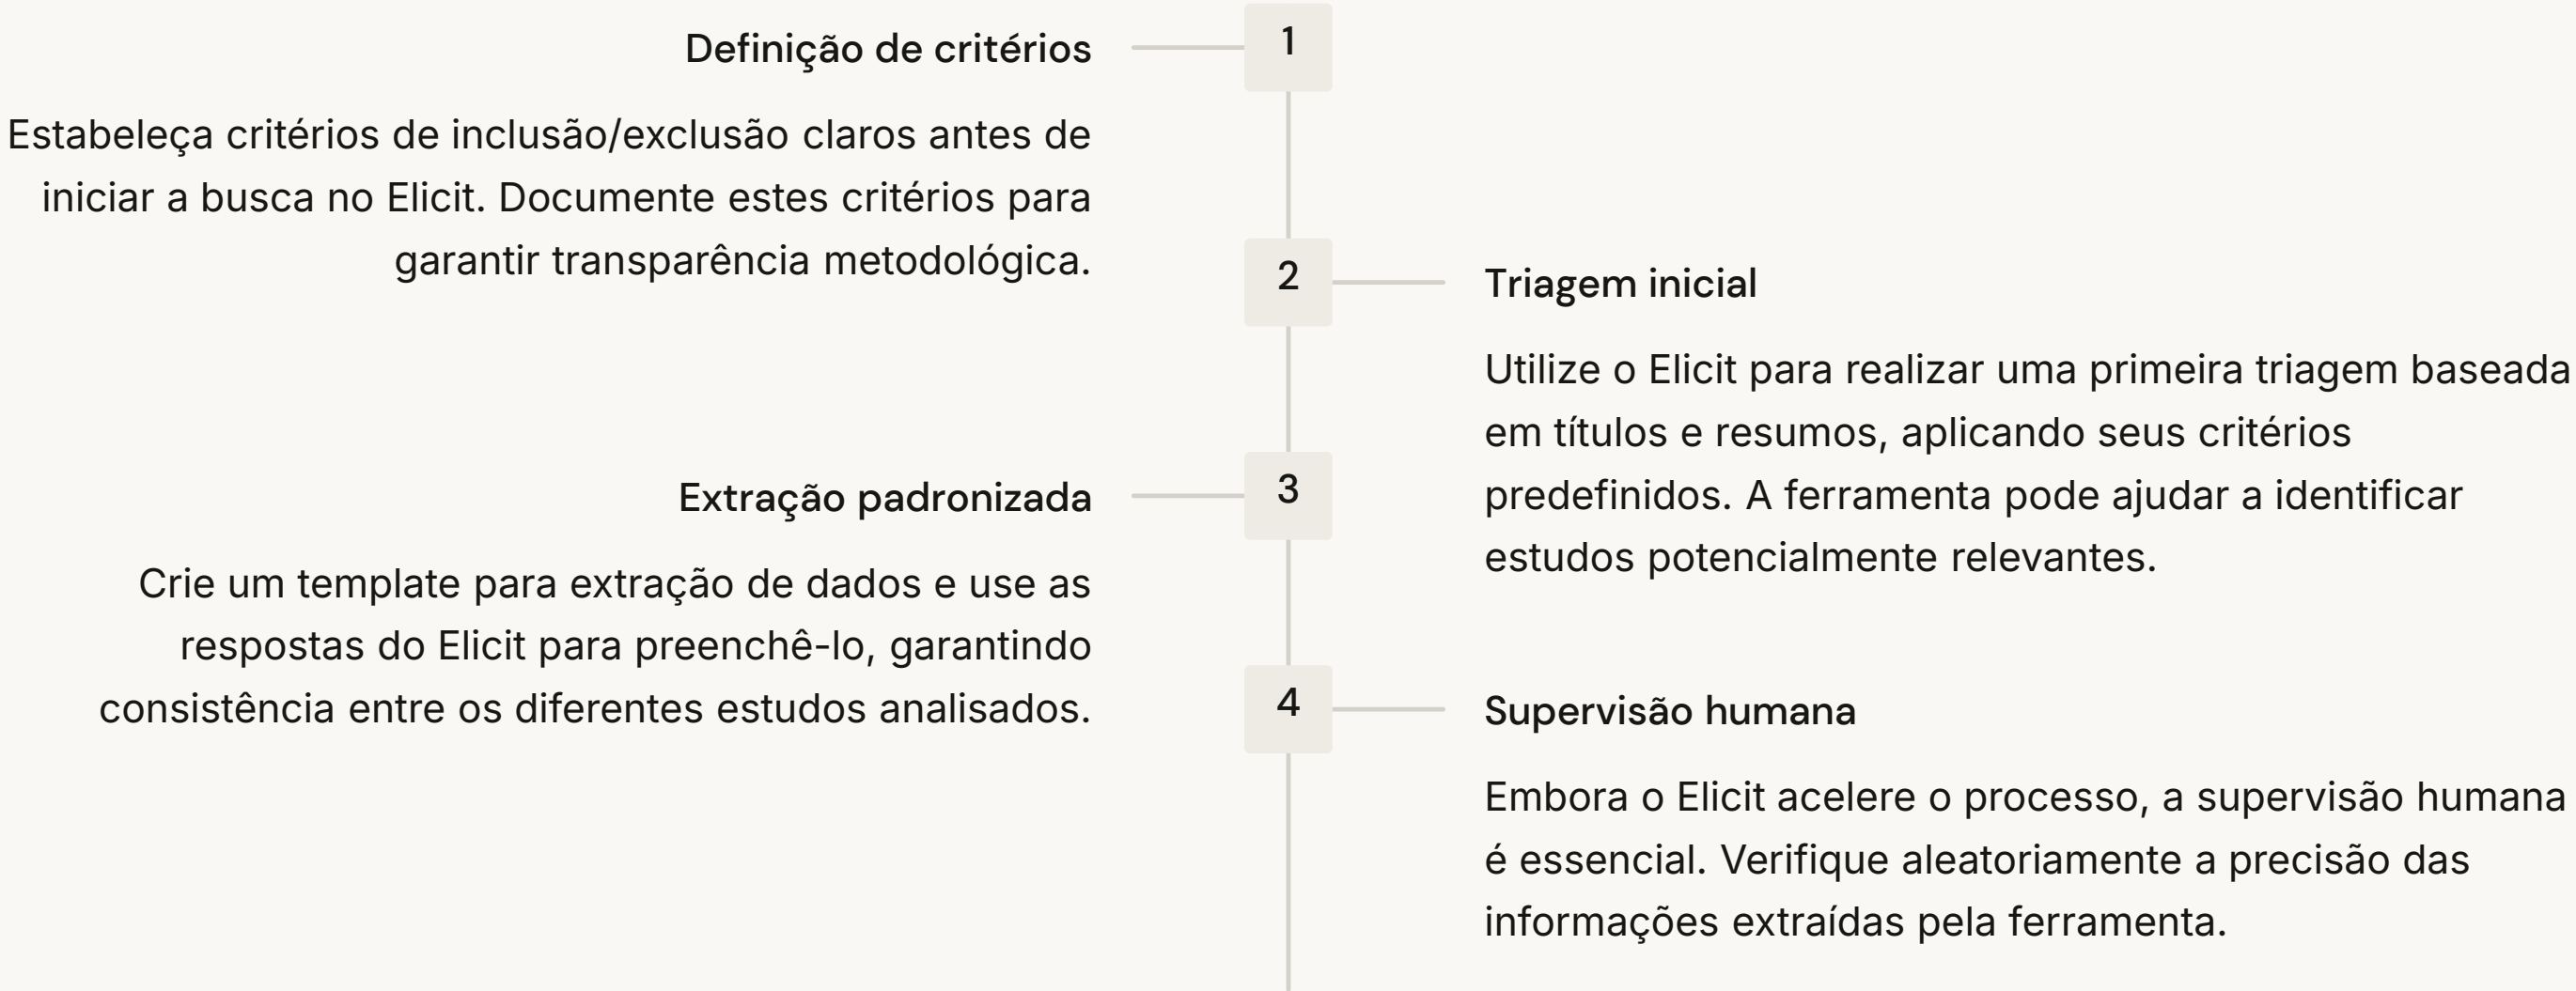 Definição de critérios
1
Estabeleça critérios de inclusão/exclusão claros antes de
iniciar a busca no Elicit. Documente estes critérios para
garantir transparência metodológica.
2
Triagem inicial
Utilize o Elicit para realizar uma primeira triagem baseada
em títulos e resumos, aplicando seus critérios
predefinidos. A ferramenta pode ajudar a identificar
estudos potencialmente relevantes.
Extração padronizada
3
Crie um template para extração de dados e use as
respostas do Elicit para preenchê-lo, garantindo
consistência entre os diferentes estudos analisados.
4
Supervisão humana
Embora o Elicit acelere o processo, a supervisão humana
é essencial. Verifique aleatoriamente a precisão das
informações extraídas pela ferramenta.